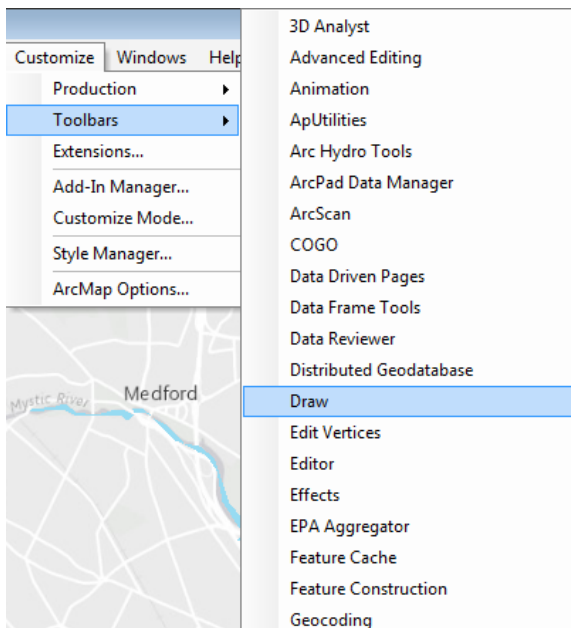 Customize Windows Help
Production
Toolbars
Extensions...
Add-In Manager...
Customize Mode...
Style Manager...
ArcMap Options...
3D Analyst
Advanced Editing
Animation
ApUtilities
Arc Hydro Tools
ArcPad Data Manager
ArcScan
COGO
Data Driven Pages
Data Frame Tools
Data Reviewer
Distributed Geodatabase
Draw
Edit Vertices
Editor
Effects
EPA Aggregator
Feature Cache
Feature Construction
Geocoding
Mystic River
Medford